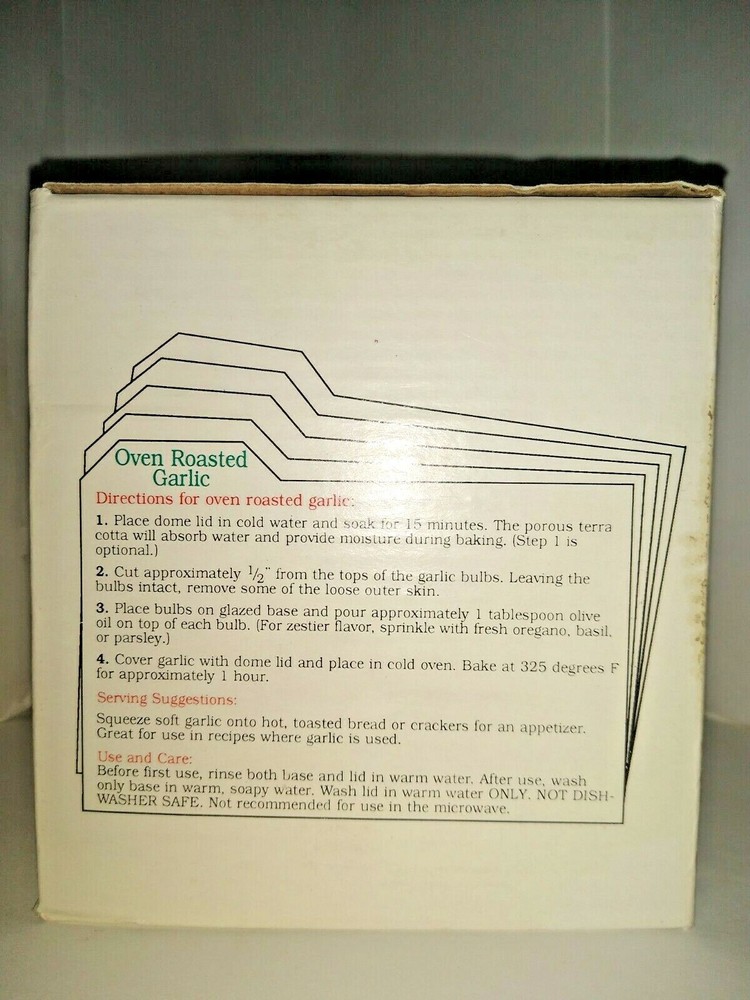 Oven Roasted
Garlic
Directions for oven roasted garlic:
1. Place dome lid in cold water and soak for 15 minutes. The porous terra
cotta will absorb water and provide moisture during baking. (Step 1 is
optional.)
2. Cut approximately 1/2" from the tops of the garlic bulbs. Leaving the
bulbs intact, remove some of the loose outer skin.
3. Place bulbs on glazed base and pour approximately 1 tablespoon olive
oil on top of each bulb. (For zestier flavor, sprinkle with fresh oregano, basil,
or parsley.)
4. Cover garlic with dome lid and place in cold oven. Bake at 325 degrees F
for approximately 1 hour.
Serving Suggestions:
Squeeze soft garlic onto hot, toasted bread or crackers for an appetizer.
Great for use in recipes where garlic is used.
Use and Care:
Before first use, rinse both base and lid in warm water. After use, wash
only base in warm, soapy water. Wash lid in warm water ONLY. NOT DISH-
WASHER SAFE. Not recommended for use in the microwave.